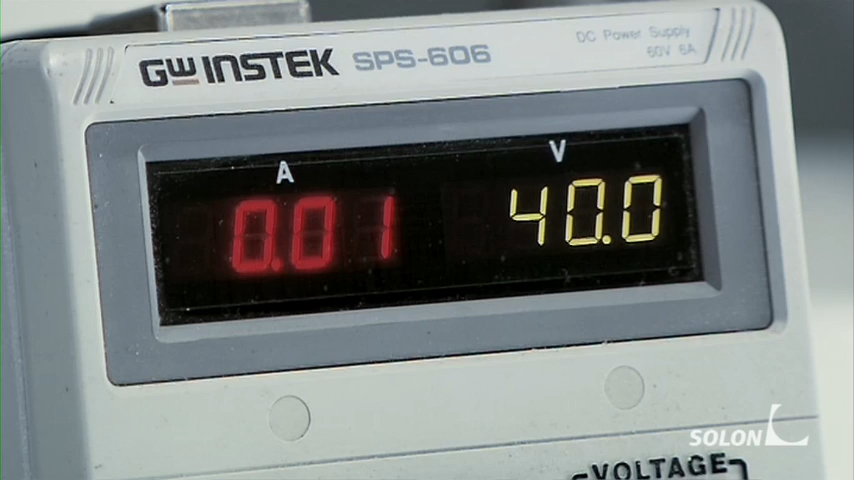 GW INSTEK SPS-606
DC Power Supply
60V 6A
A V
0.01 40.0
SOLON
VOLTAGE